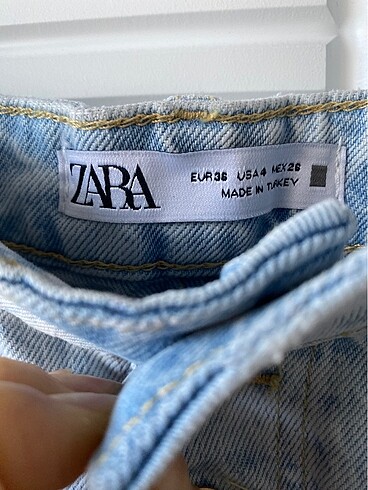 ZARA
EUR 36 USA 4 MEX 26
MADE IN TURKEY